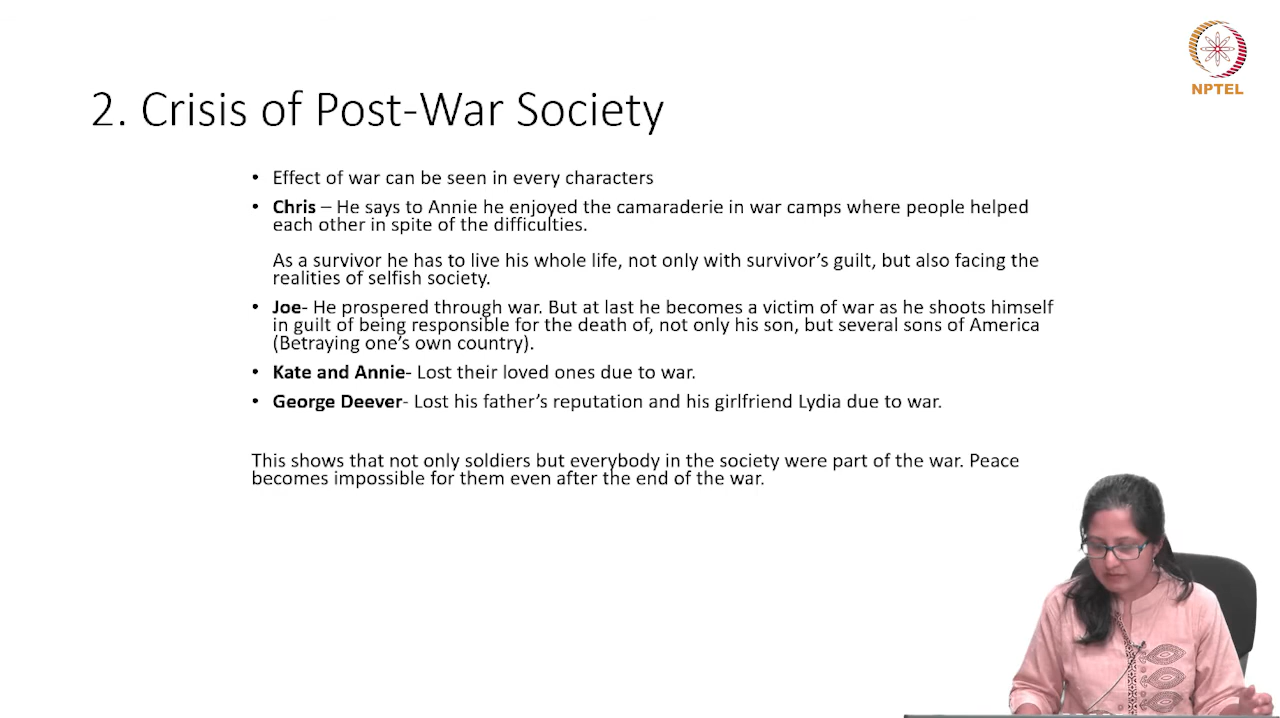 NPTEL
2. Crisis of Post-War Society
• Effect of war can be seen in every characters
• Chris – He says to Annie he enjoyed the camaraderie in war camps where people helped
each other in spite of the difficulties.
As a survivor he has to live his whole life, not only with survivor's guilt, but also facing the
realities of selfish society.
• Joe- He prospered through war. But at last he becomes a victim of war as he shoots himself
in guilt of being responsible for the death of, not only his son, but several sons of America
(Betraying one's own country).
• Kate and Annie- Lost their loved ones due to war.
• George Deever- Lost his father's reputation and his girlfriend Lydia due to war.
This shows that not only soldiers but everybody in the society were part of the war. Peace
becomes impossible for them even after the end of the war.